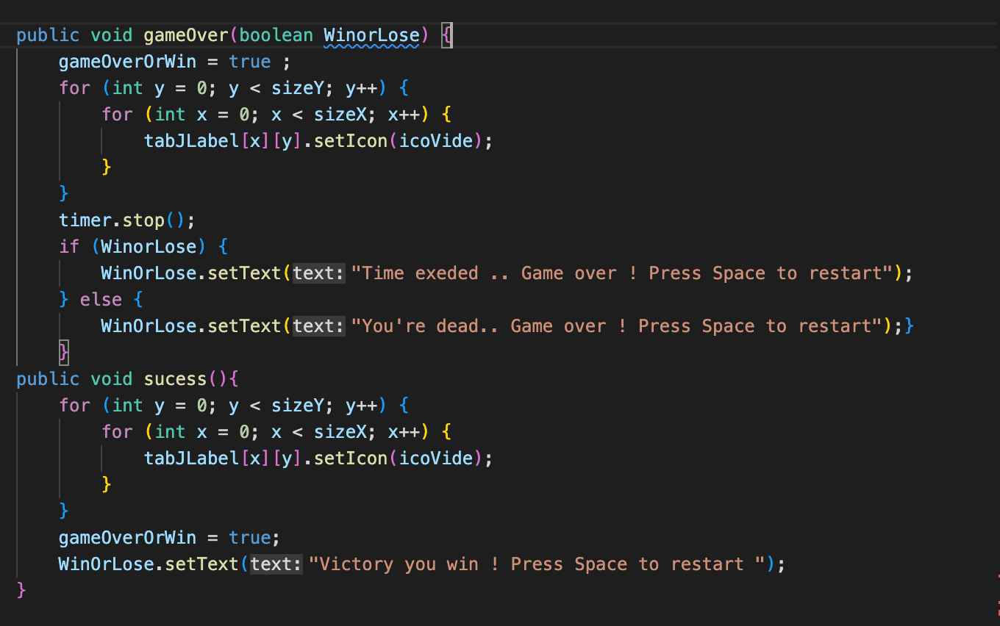 public void gameOver(boolean WinorLose) {
    gameOverOrWin = true ;
    for (int y = 0; y < sizeY; y++) {
        for (int x = 0; x < sizeX; x++) {
            tabJLabel[x][y].setIcon(icoVide);
        }
    }
    timer.stop();
    if (WinorLose) {
        WinOrLose.setText(text: "Time exeded .. Game over ! Press Space to restart");
    } else {
        WinOrLose.setText(text: "You're dead.. Game over ! Press Space to restart");}
    }
public void sucess(){
    for (int y = 0; y < sizeY; y++) {
        for (int x = 0; x < sizeX; x++) {
            tabJLabel[x][y].setIcon(icoVide);
        }
    }
    gameOverOrWin = true;
    WinOrLose.setText(text: "Victory you win ! Press Space to restart ");
}